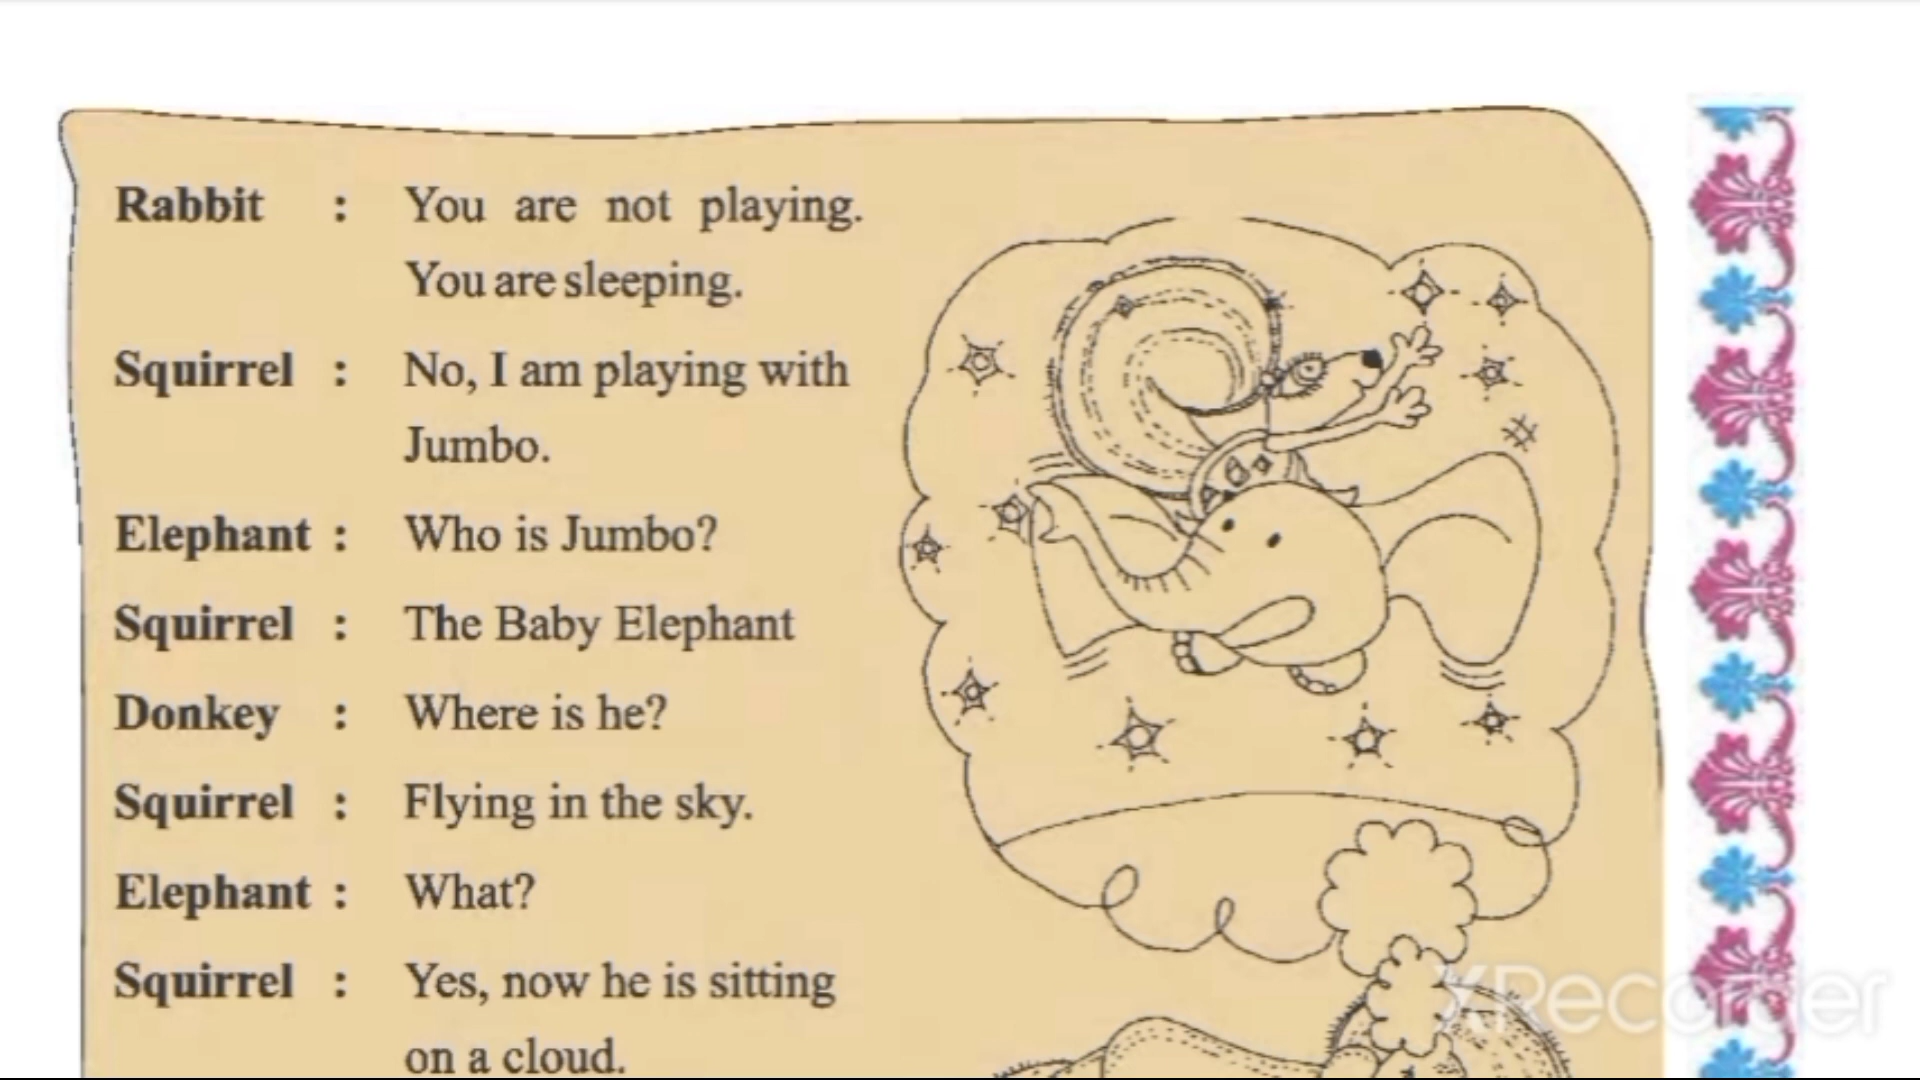 Rabbit : You are not playing.
You are sleeping.
Squirrel : No, I am playing with
Jumbo.
Elephant : Who is Jumbo?
Squirrel : The Baby Elephant
Donkey : Where is he?
Squirrel : Flying in the sky.
Elephant : What?
Squirrel : Yes, now he is sitting
on a cloud.
XRecorder